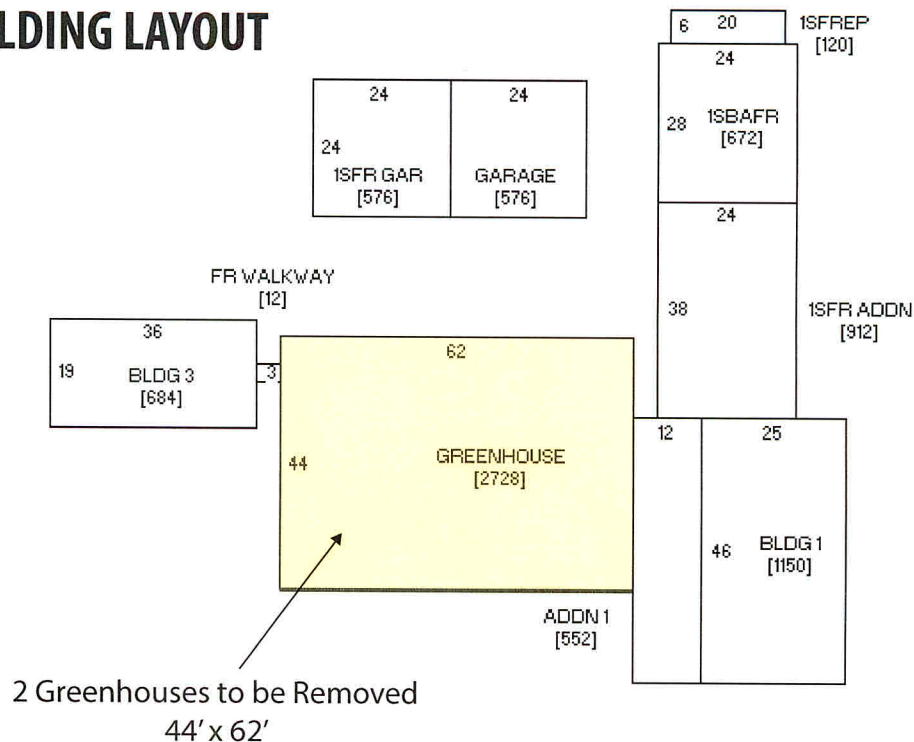 LDING LAYOUT
6 20 1SFREP
[120]
24
28 1SBAFR
[672]
24 24
24
1SFR GAR GARAGE
[576] [576]
24
38 1SFR ADDN
[912]
FR WALKWAY
[12]
36
19 BLDG 3
[684]
3
62
44 GREENHOUSE
[2728]
12 25
46 BLDG 1
[1150]
ADDN 1
[552]
2 Greenhouses to be Removed
44' x 62'